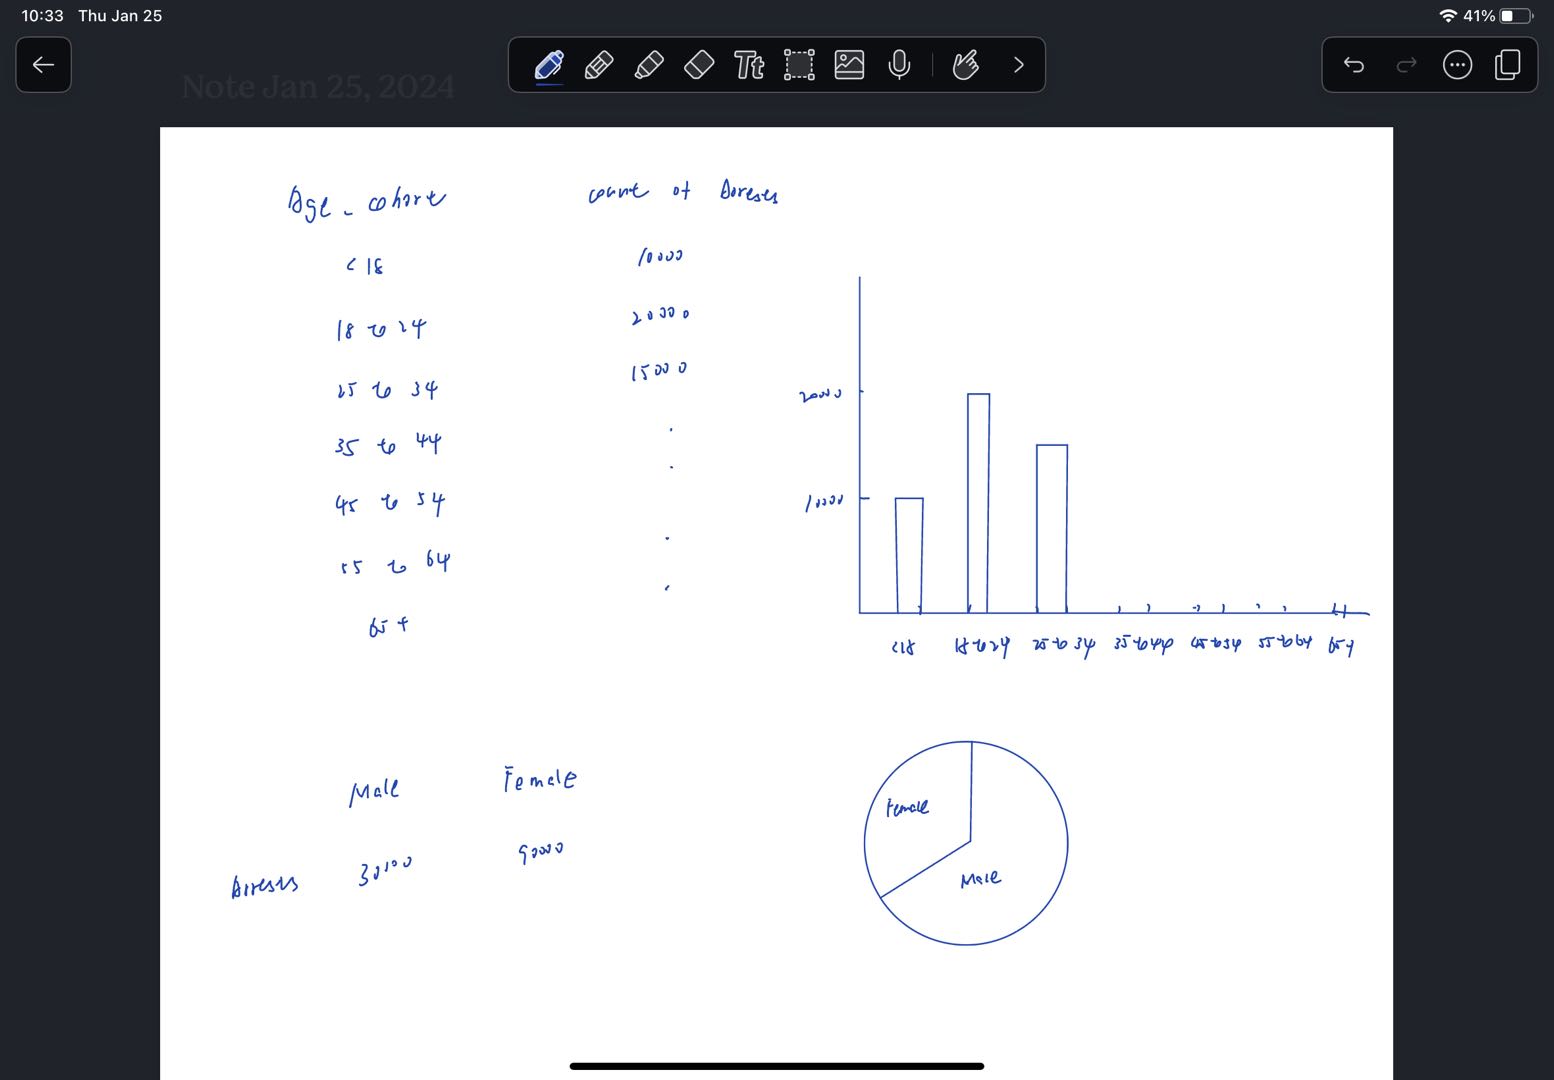 10:33 Thu Jan 25
41%
Tt
Note Jan 25, 2024
Age_cohort count of Arrests
<18 10000
18 to 24 20000
25 to 34 15000
35 to 44
45 to 54
55 to 64
65+
20000
10000
<18 18 to 24 25 to 34 35 to 44 45 to 54 55 to 64 65+
Male Female
Arrests 30000
Female
Male